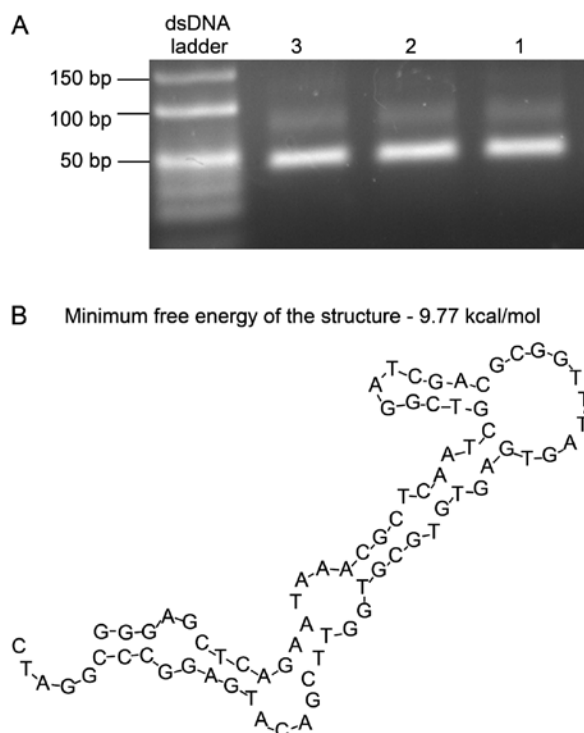 A
dsDNA
ladder 3 2 1
150 bp
100 bp
50 bp
B Minimum free energy of the structure - 9.77 kcal/mol
GGGAGCTCAGAATAAACGCTCAATCGTCGGATCGACGCGGTTTAGTGAGTGTGCGTGGTTCGACATGAGGCCCGGATC